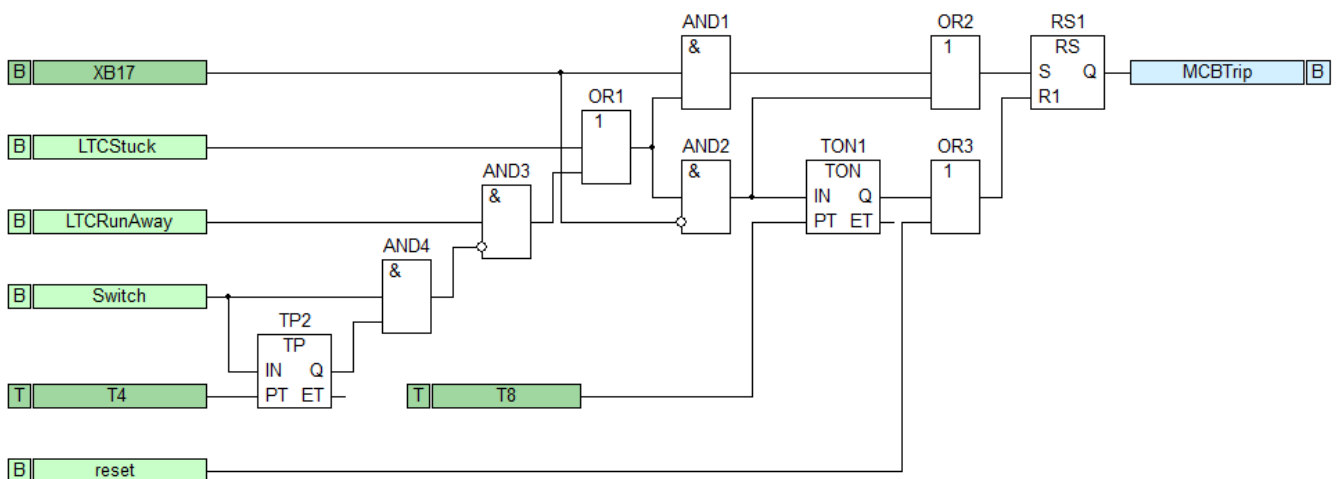 AND1 OR2 RS1
& 1 RS
B XB17 S Q MCBTrip B
OR1 R1
1
B LTCStuck AND2 TON1 OR3
AND3 & TON 1
& IN Q
B LTCRunAway PT ET
AND4
&
B Switch
TP2
TP
IN Q
T T4 PT ET T T8
B reset